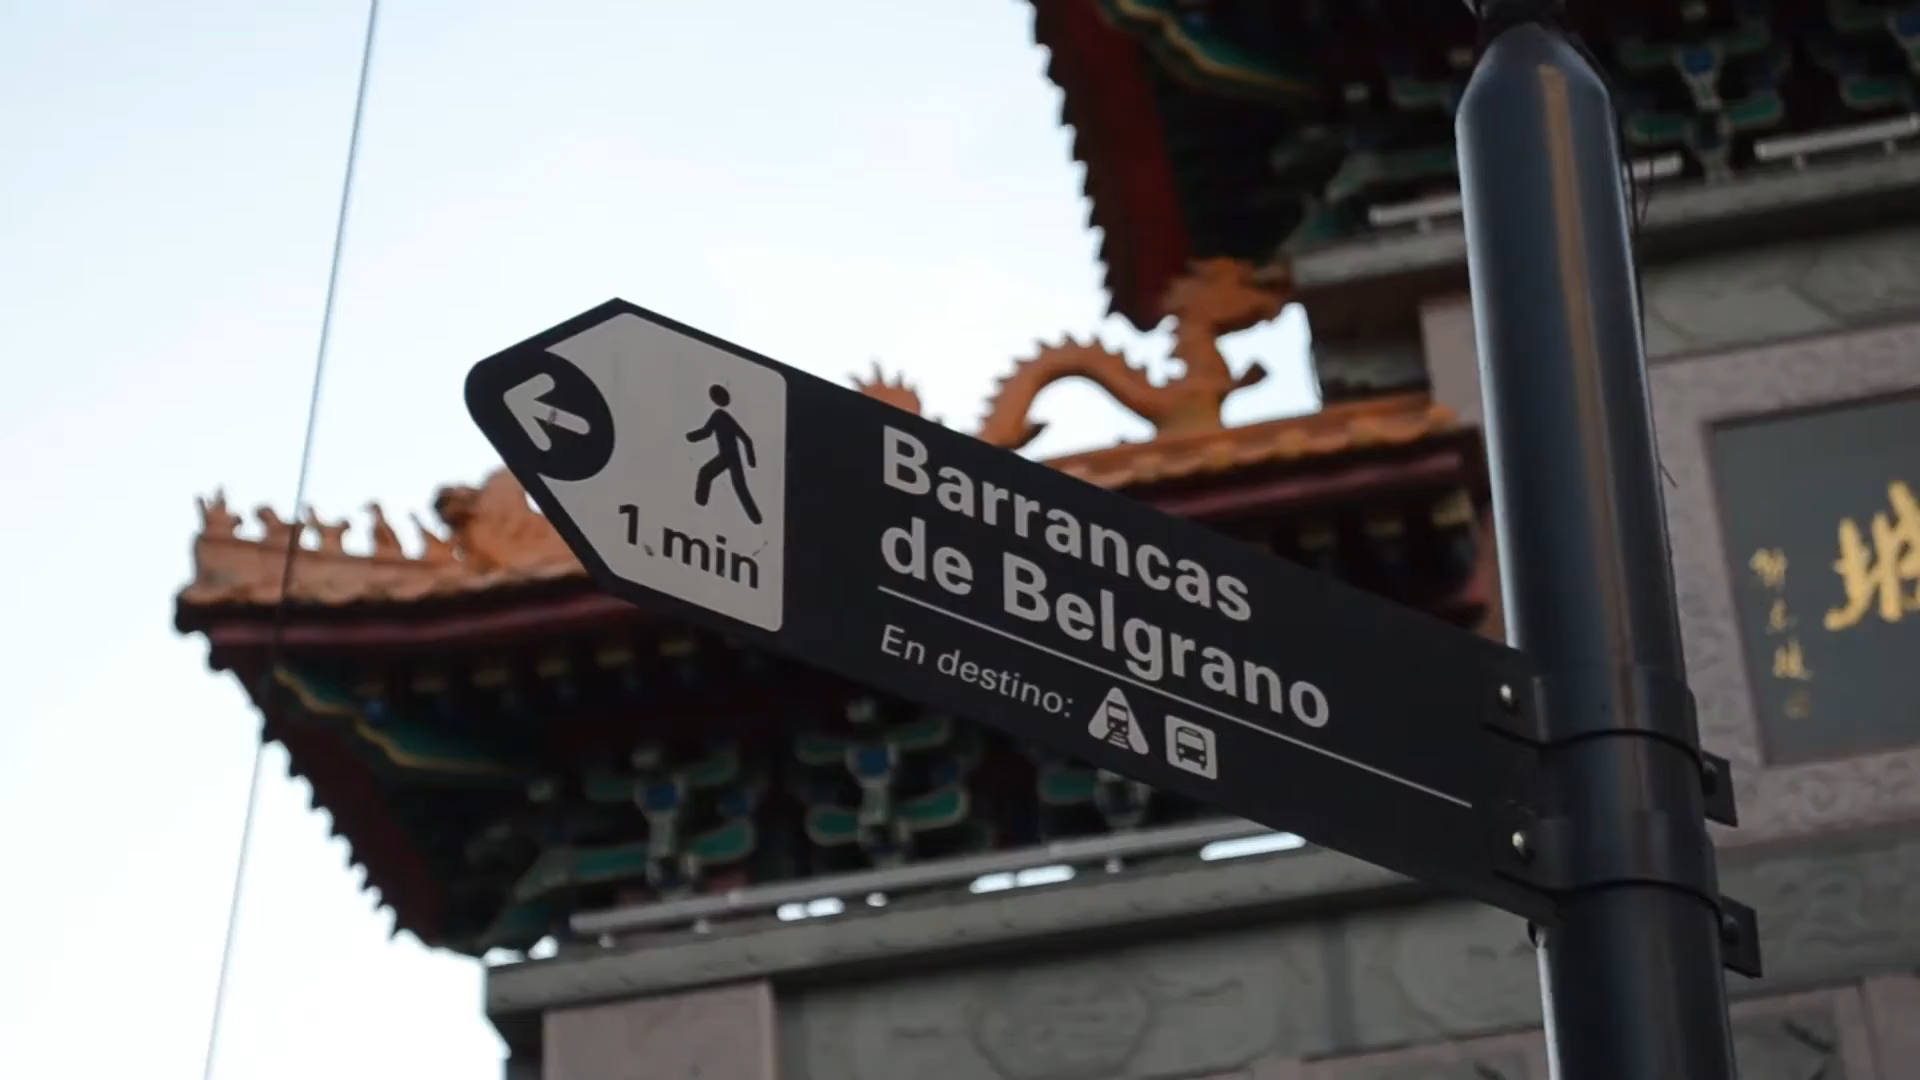 1 min
Barrancas
de Belgrano
En destino: